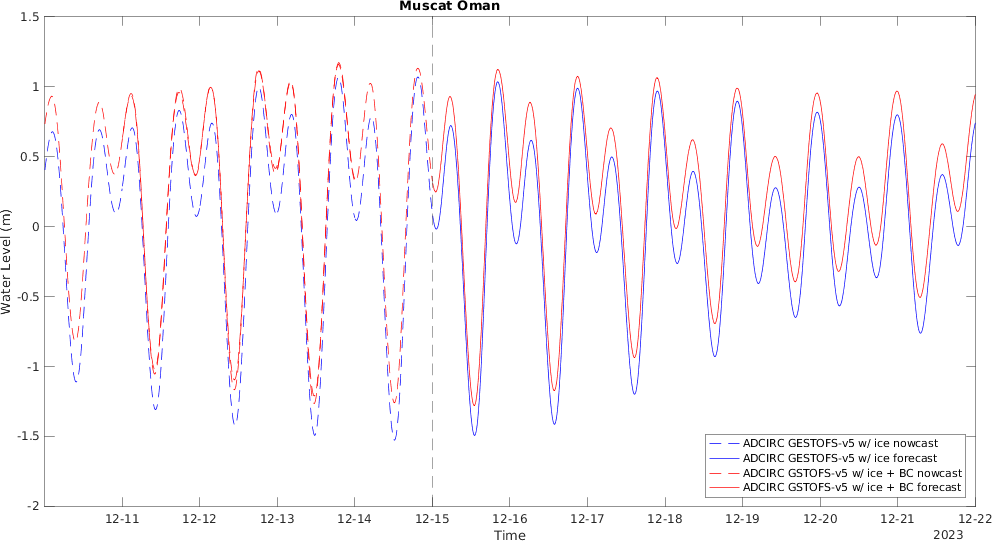 Muscat Oman
1.5
1
0.5
0
-0.5
-1
-1.5
-2
Water Level (m)
12-11 12-12 12-13 12-14 12-15 12-16 12-17 12-18 12-19 12-20 12-21 12-22
Time
2023
ADCIRC GESTOFS-v5 w/ ice nowcast
ADCIRC GESTOFS-v5 w/ ice forecast
ADCIRC GSTOFS-v5 w/ ice + BC nowcast
ADCIRC GSTOFS-v5 w/ ice + BC forecast